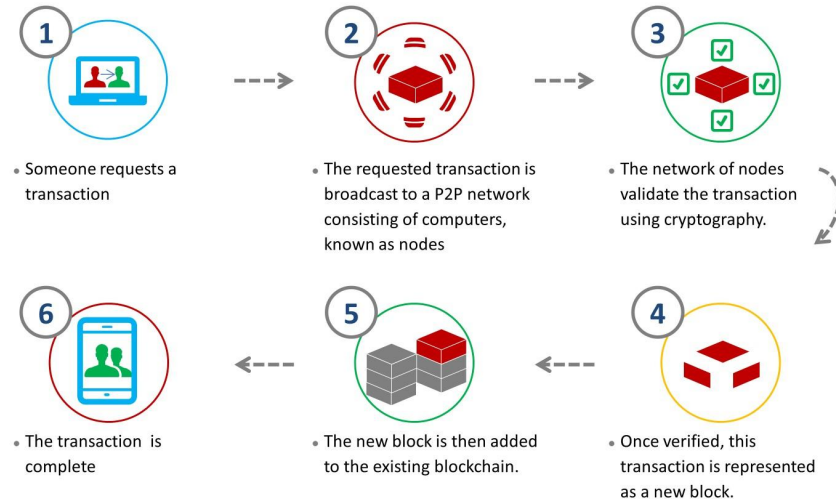 1
• Someone requests a
transaction
2
• The requested transaction is
broadcast to a P2P network
consisting of computers,
known as nodes
3
• The network of nodes
validate the transaction
using cryptography.
4
• Once verified, this
transaction is represented
as a new block.
5
• The new block is then added
to the existing blockchain.
6
• The transaction is
complete